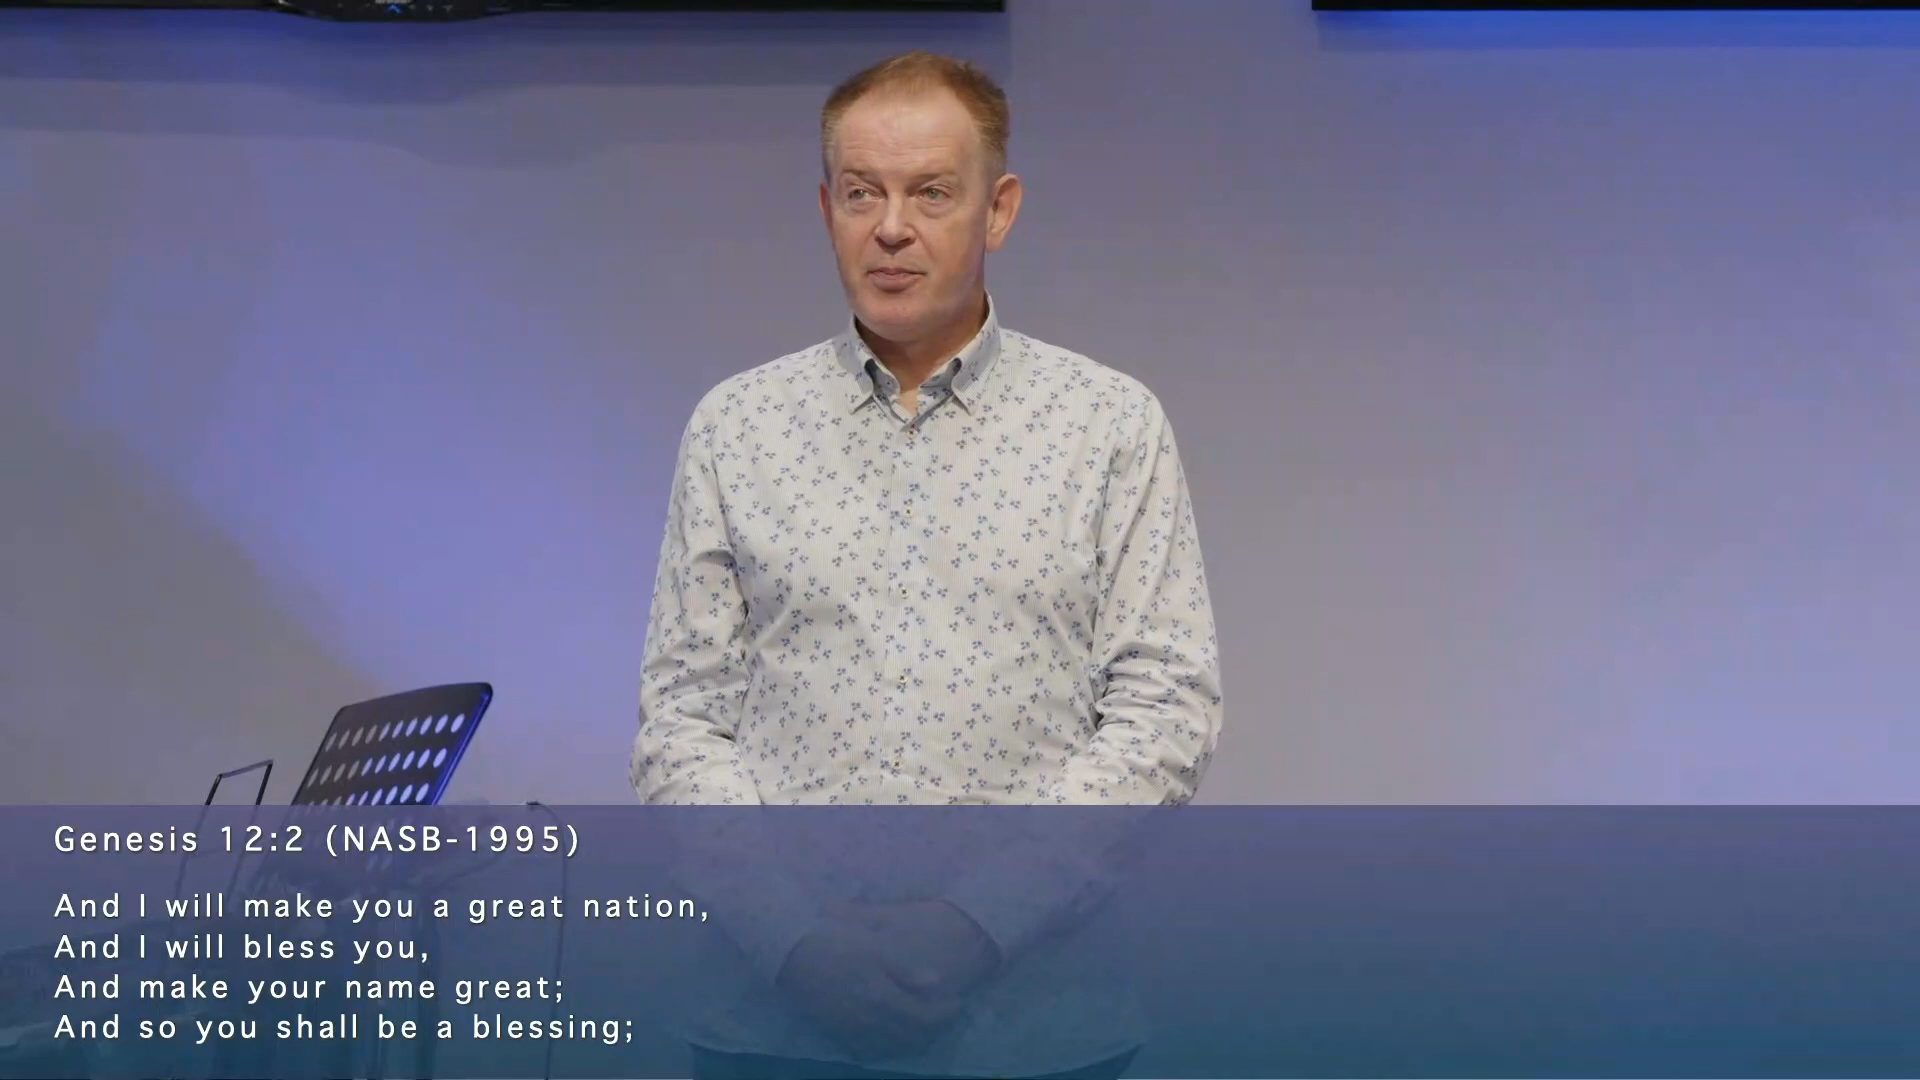 Genesis 12:2 (NASB-1995)
And I will make you a great nation,
And I will bless you,
And make your name great;
And so you shall be a blessing;